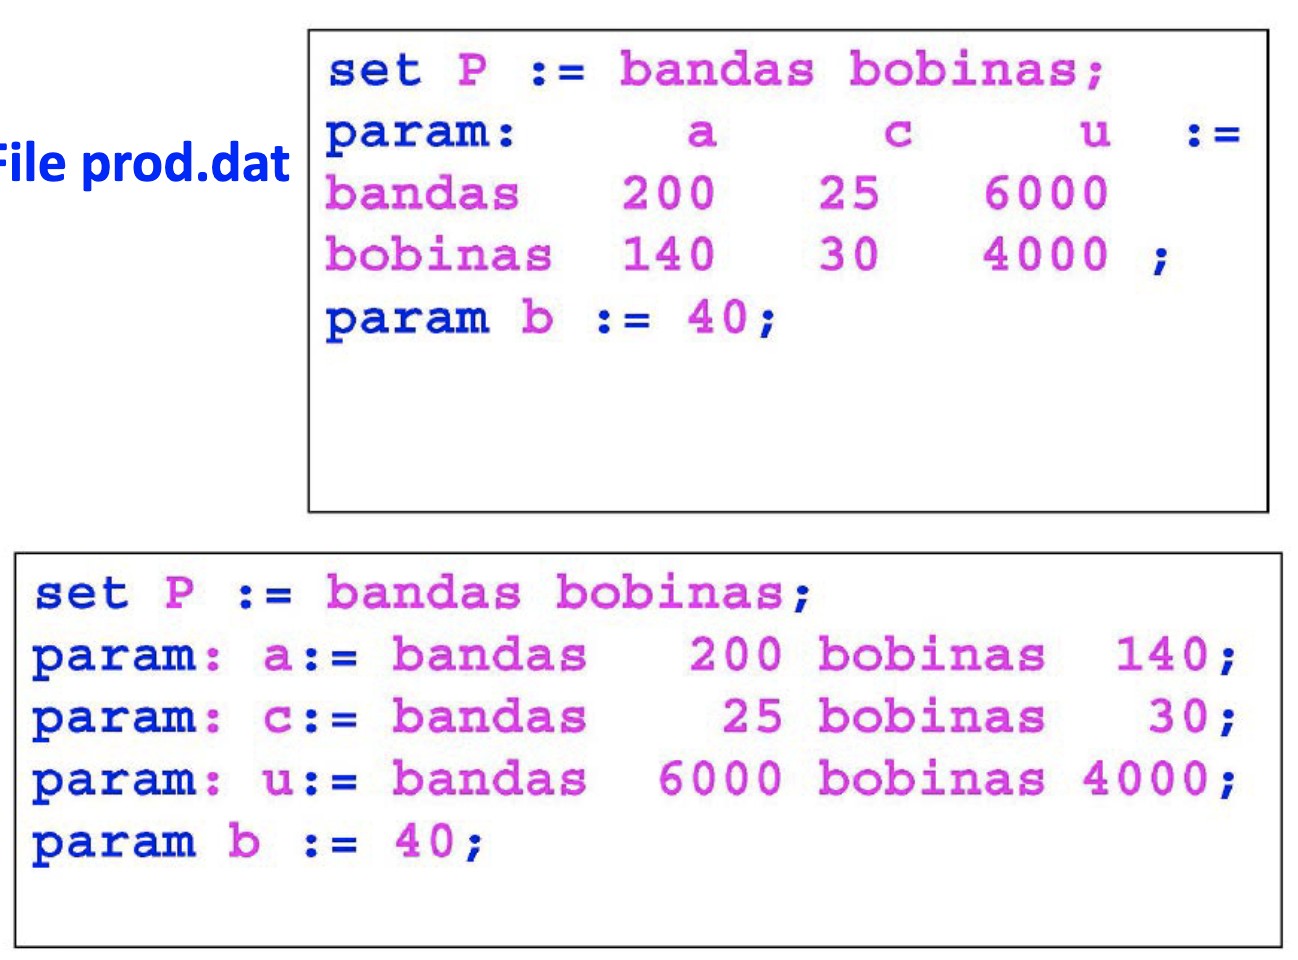 set P := bandas bobinas;
param: a c u :=
File prod.dat
bandas 200 25 6000
bobinas 140 30 4000 ;
param b := 40;
set P := bandas bobinas;
param: a:= bandas 200 bobinas 140;
param: c:= bandas 25 bobinas 30;
param: u:= bandas 6000 bobinas 4000;
param b := 40;